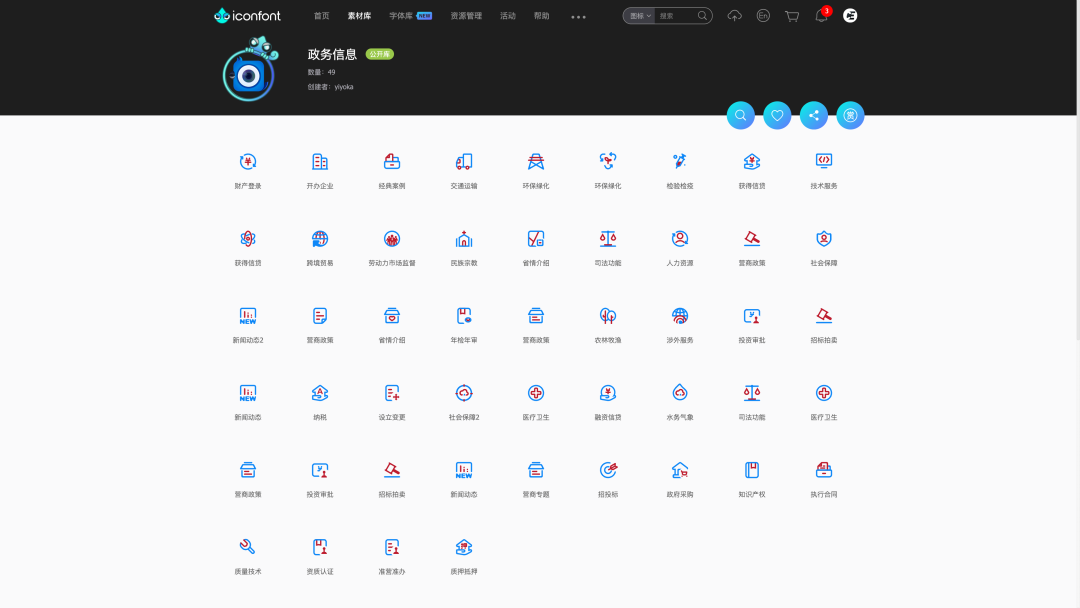 iconfont 首页 素材库 字体库 NEW 资源管理 活动 帮助 图标 搜索 En 3
政务信息 公开库
数量：49
创建者：yiyoka
赏
财产登录 开办企业 经典案例 交通运输 环保绿化 环保绿化 检验检疫 获得信贷 技术服务
获得信贷 跨境贸易 劳动力市场监督 民族宗教 省情介绍 司法功能 人力资源 营商政策 社会保障
NEW
新闻动态2 营商政策 省情介绍 年检年审 营商政策 农林牧渔 涉外服务 投资审批 招标拍卖
NEW
新闻动态 纳税 设立变更 社会保障2 医疗卫生 融资信贷 水务气象 司法功能 医疗卫生
NEW
营商政策 投资审批 招标拍卖 新闻动态 营商专题 招投标 政府采购 知识产权 执行合同
质量技术 资质认证 准营准办 质押抵押